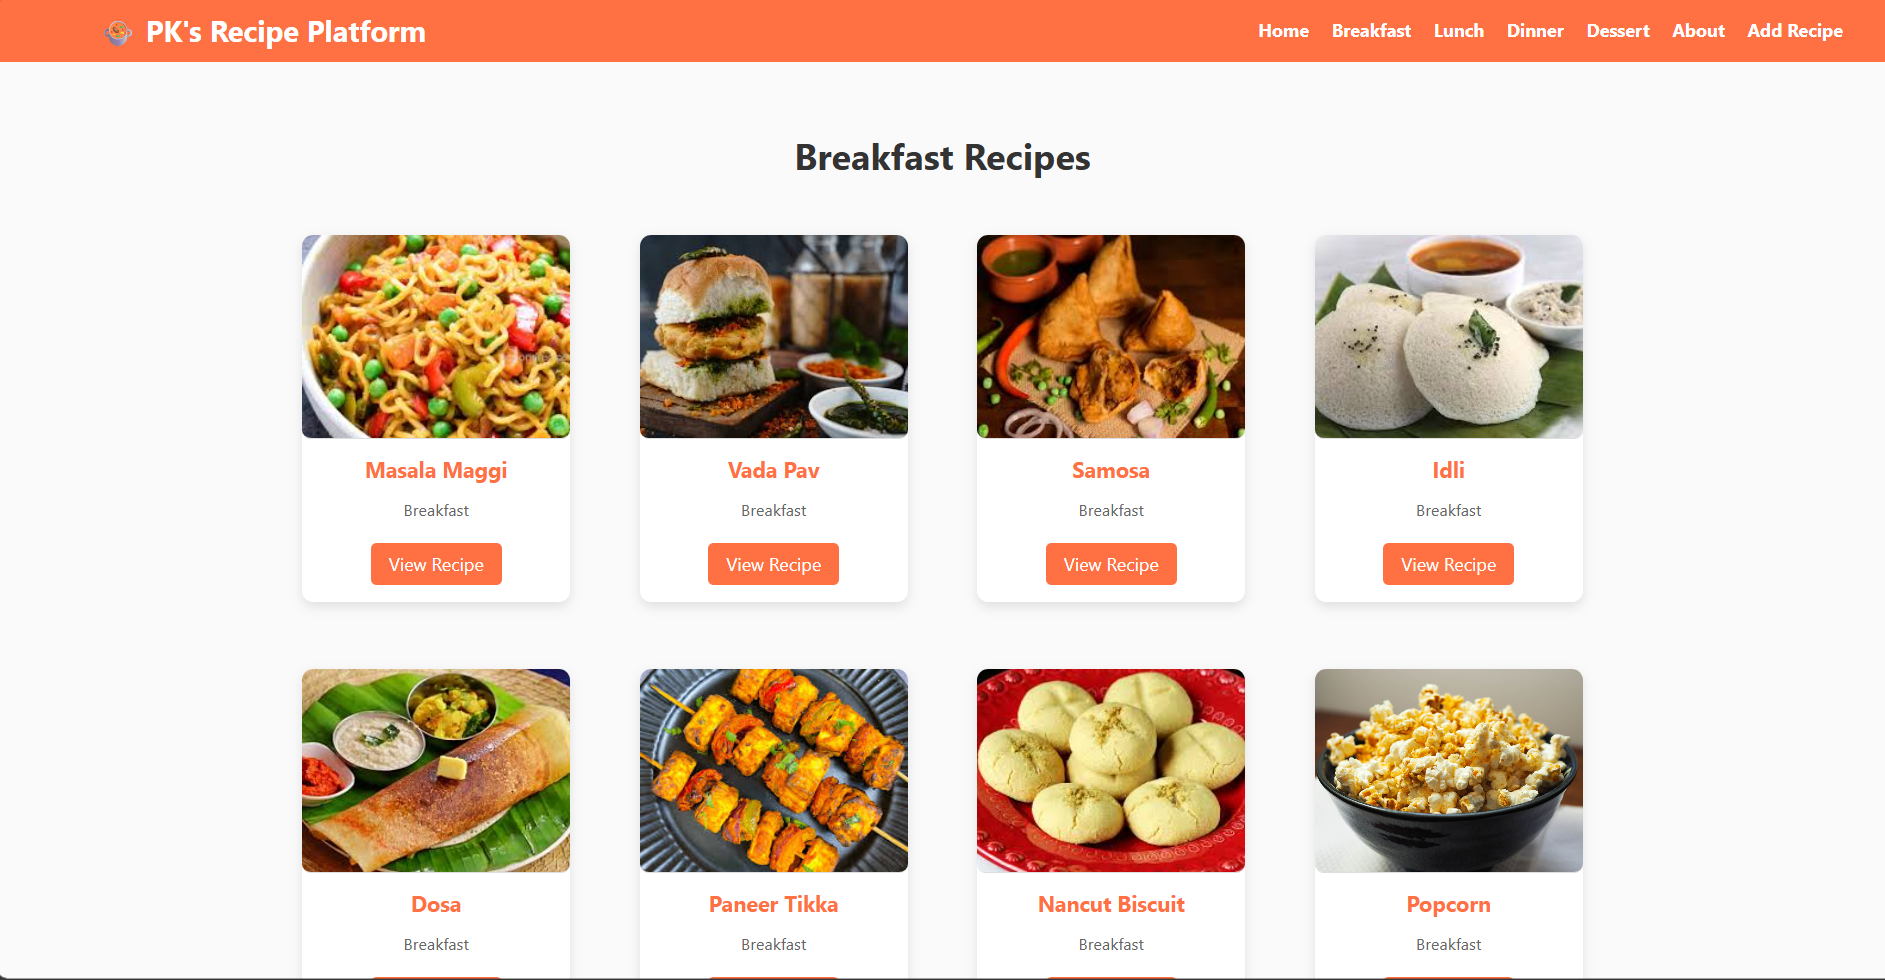 PK's Recipe Platform
Home Breakfast Lunch Dinner Dessert About Add Recipe
Breakfast Recipes
Masala Maggi
Breakfast
View Recipe
Vada Pav
Breakfast
View Recipe
Samosa
Breakfast
View Recipe
Idli
Breakfast
View Recipe
Dosa
Breakfast
Paneer Tikka
Breakfast
Nancut Biscuit
Breakfast
Popcorn
Breakfast